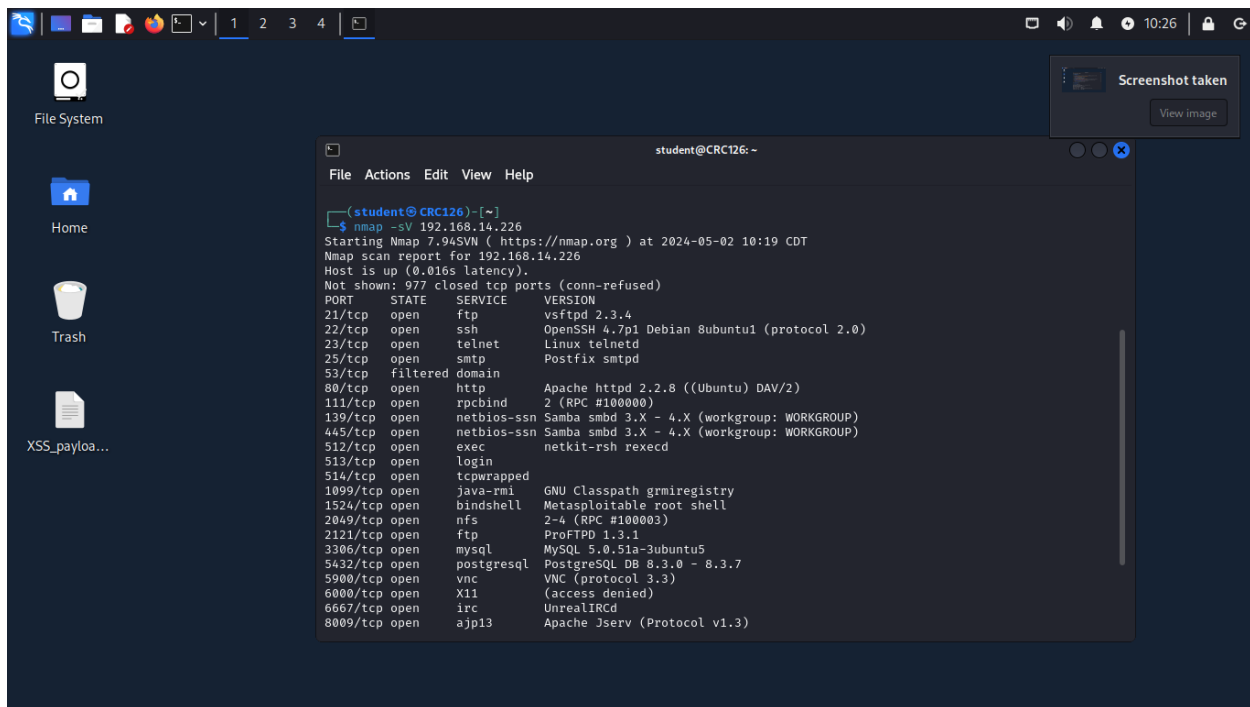 1 2 3 4
10:26
File System
Home
Trash
XSS_payloa...
Screenshot taken
View image
student@CRC126: ~
File Actions Edit View Help
┌──(student㉿CRC126)-[~]
└─$ nmap -sV 192.168.14.226
Starting Nmap 7.94SVN ( https://nmap.org ) at 2024-05-02 10:19 CDT
Nmap scan report for 192.168.14.226
Host is up (0.016s latency).
Not shown: 977 closed tcp ports (conn-refused)
PORT STATE SERVICE VERSION
21/tcp open ftp vsftpd 2.3.4
22/tcp open ssh OpenSSH 4.7p1 Debian 8ubuntu1 (protocol 2.0)
23/tcp open telnet Linux telnetd
25/tcp open smtp Postfix smtpd
53/tcp filtered domain
80/tcp open http Apache httpd 2.2.8 ((Ubuntu) DAV/2)
111/tcp open rpcbind 2 (RPC #100000)
139/tcp open netbios-ssn Samba smbd 3.X - 4.X (workgroup: WORKGROUP)
445/tcp open netbios-ssn Samba smbd 3.X - 4.X (workgroup: WORKGROUP)
512/tcp open exec netkit-rsh rexecd
513/tcp open login
514/tcp open tcpwrapped
1099/tcp open java-rmi GNU Classpath grmiregistry
1524/tcp open bindshell Metasploitable root shell
2049/tcp open nfs 2-4 (RPC #100003)
2121/tcp open ftp ProFTPD 1.3.1
3306/tcp open mysql MySQL 5.0.51a-3ubuntu5
5432/tcp open postgresql PostgreSQL DB 8.3.0 - 8.3.7
5900/tcp open vnc VNC (protocol 3.3)
6000/tcp open X11 (access denied)
6667/tcp open irc UnrealIRCd
8009/tcp open ajp13 Apache Jserv (Protocol v1.3)